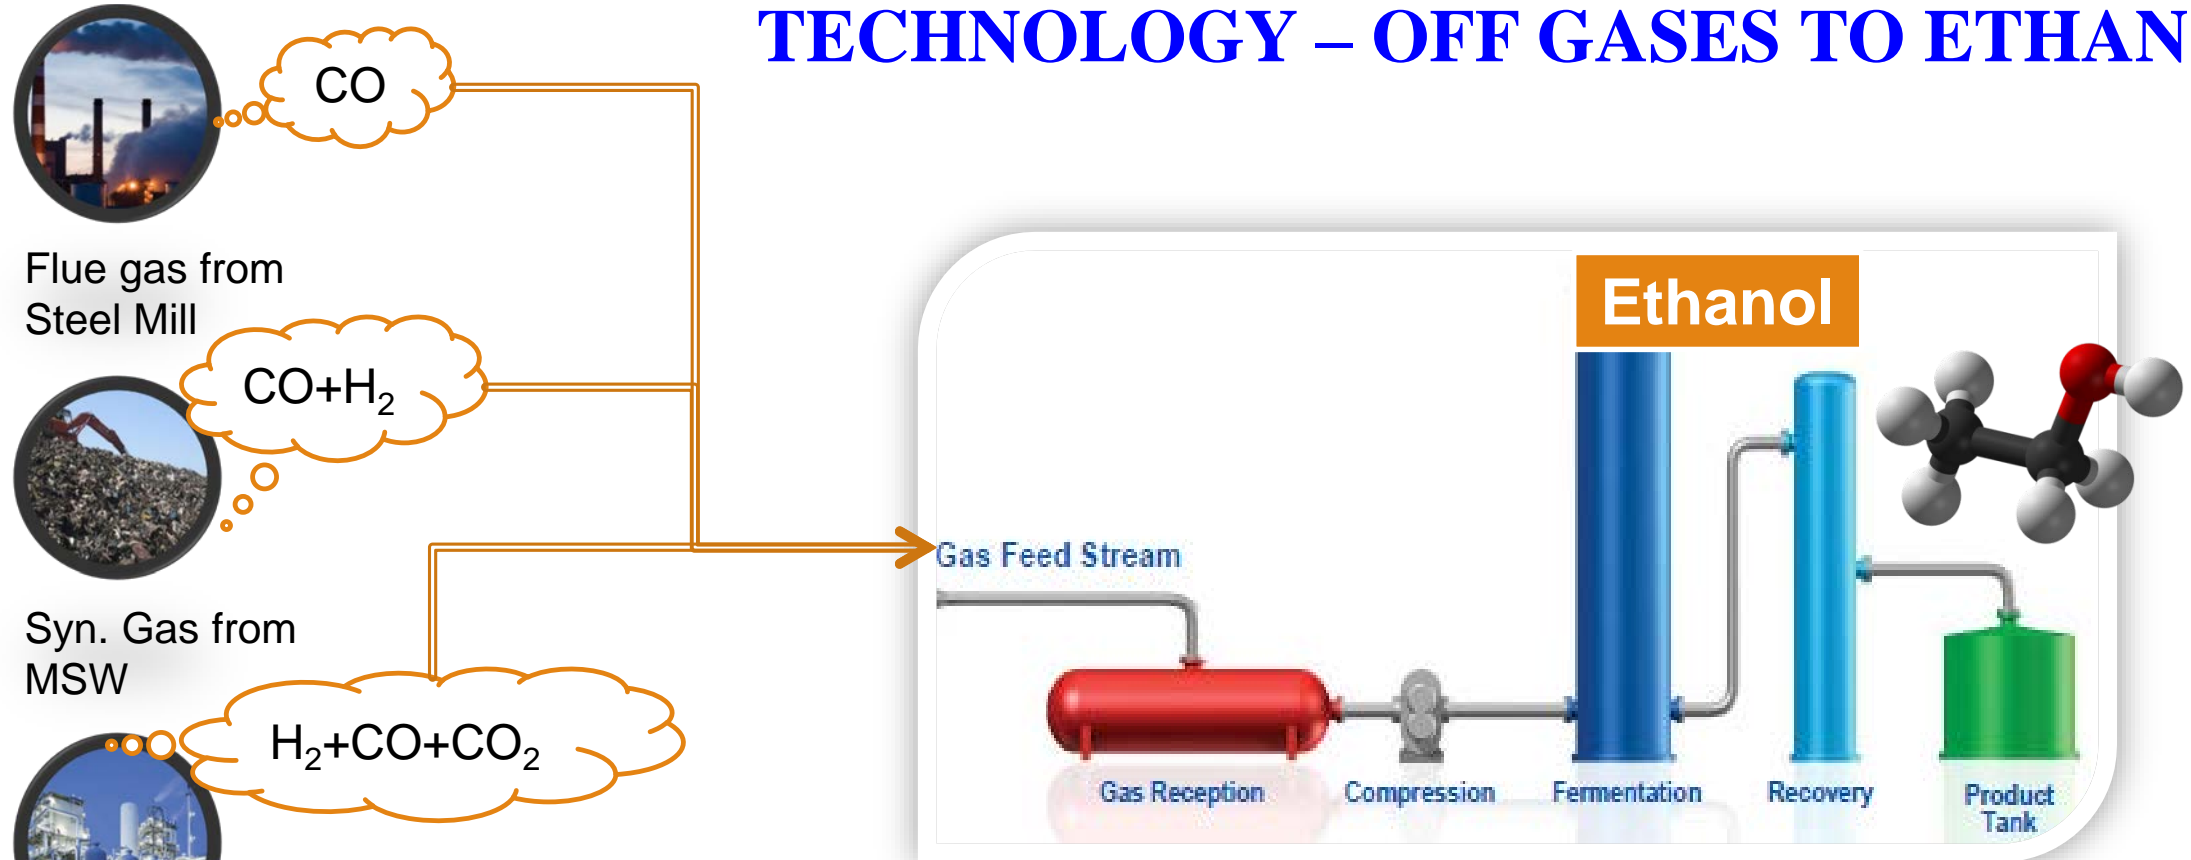 TECHNOLOGY – OFF GASES TO ETHAN
CO
Flue gas from
Steel Mill
CO+H₂
Syn. Gas from
MSW
H₂+CO+CO₂
Ethanol
Gas Feed Stream
Gas Reception
Compression
Fermentation
Recovery
Product
Tank